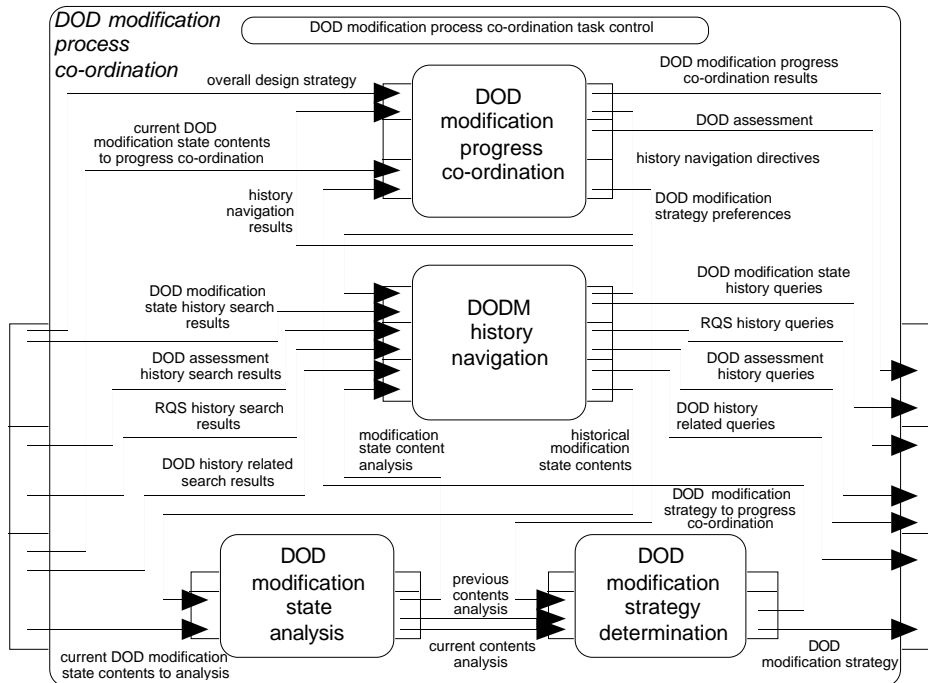 DOD modification
process
co-ordination
DOD modification process co-ordination task control
overall design strategy
DOD
modification
progress
co-ordination
DOD modification progress
co-ordination results
DOD assessment
current DOD
modification state contents
to progress co-ordination
history navigation directives
history
navigation
results
DOD modification
strategy preferences
DOD modification
state history search
results
DODM
history
navigation
DOD modification state
history queries
RQS history queries
DOD assessment
history search results
DOD assessment
history queries
RQS history search
results
DOD history
related queries
modification
state content
analysis
historical
modification
state contents
DOD history related
search results
DOD modification
strategy to progress
co-ordination
DOD
modification
state
analysis
previous
contents
analysis
DOD
modification
strategy
determination
current contents
analysis
current DOD modification
state contents to analysis
DOD
modification strategy